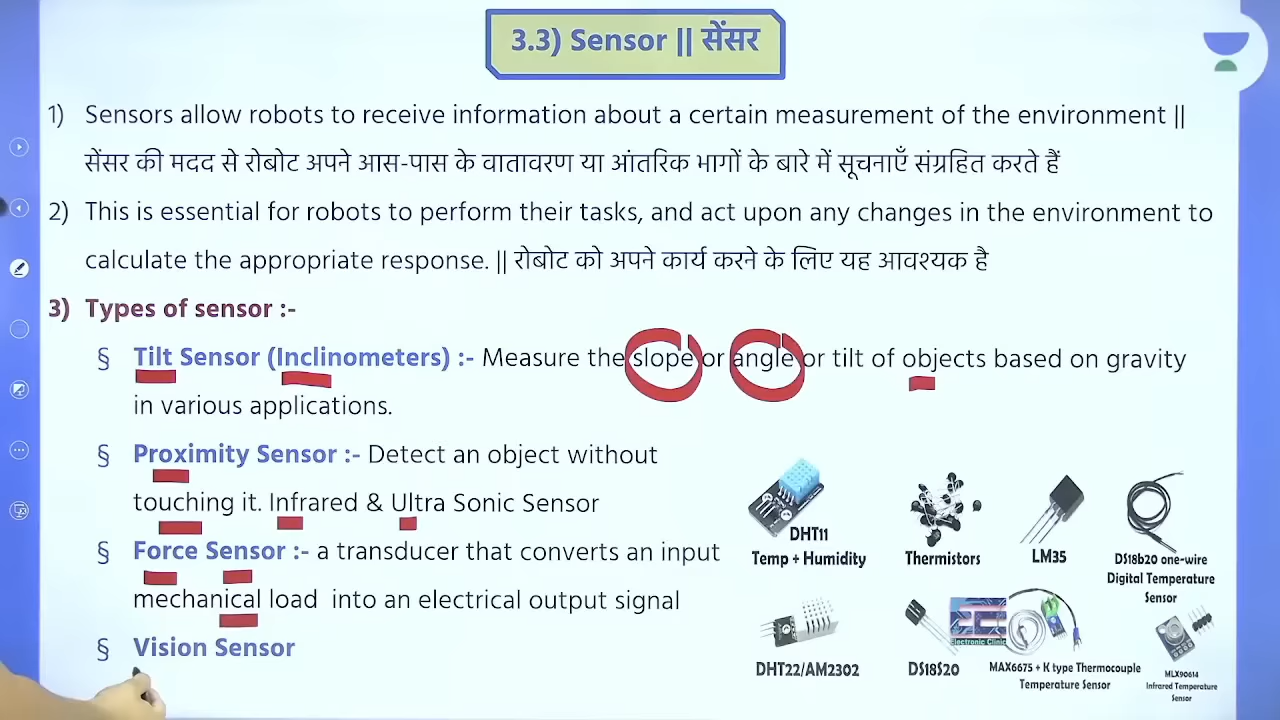 3.3) Sensor || सेंसर
1) Sensors allow robots to receive information about a certain measurement of the environment ||
सेंसर की मदद से रोबोट अपने आस-पास के वातावरण या आंतरिक भागों के बारे में सूचनाएँ संग्रहित करते हैं
2) This is essential for robots to perform their tasks, and act upon any changes in the environment to
calculate the appropriate response. || रोबोट को अपने कार्य करने के लिए यह आवश्यक है
3) Types of sensor :-
§ Tilt Sensor (Inclinometers) :- Measure the slope or angle or tilt of objects based on gravity
in various applications.
§ Proximity Sensor :- Detect an object without
touching it. Infrared & Ultra Sonic Sensor
§ Force Sensor :- a transducer that converts an input
mechanical load into an electrical output signal
§ Vision Sensor
DHT11
Temp + Humidity
Thermistors
LM35
DS18b20 one-wire
Digital Temperature
Sensor
DHT22/AM2302
DS18S20
Electronic Clinic
MAX6675 + K type Thermocouple
Temperature Sensor
MLX90614
Infrared Temperature
Sensor